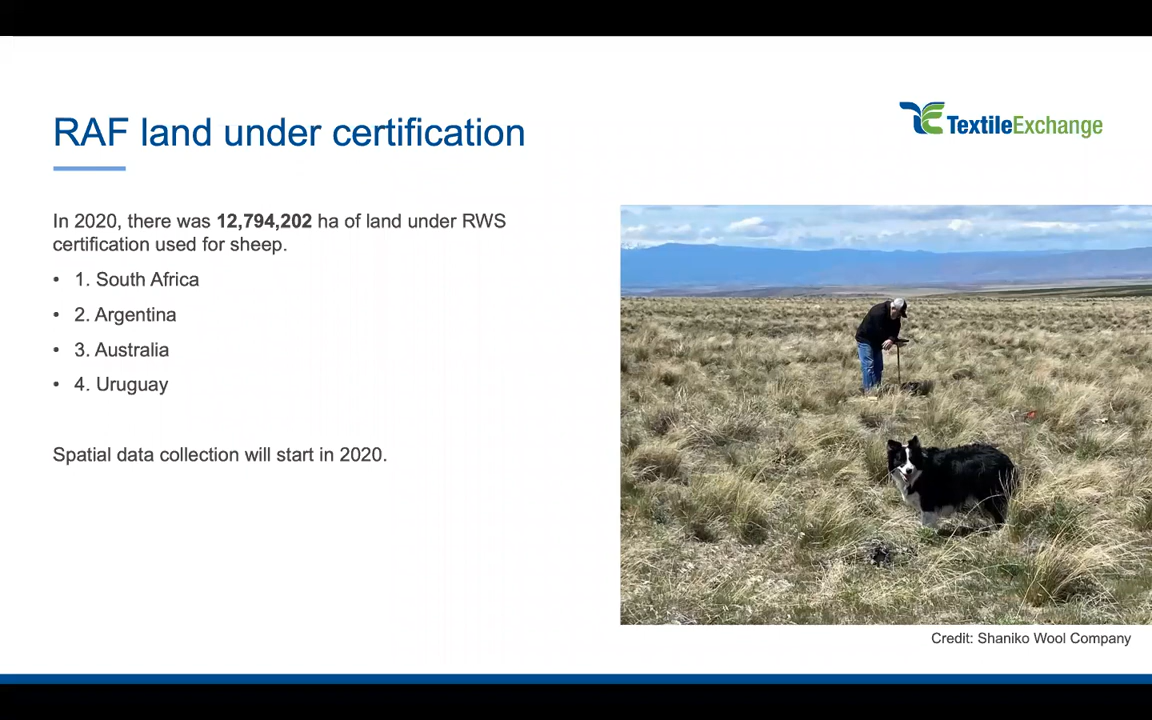 RAF land under certification
TextileExchange
In 2020, there was 12,794,202 ha of land under RWS
certification used for sheep.
• 1. South Africa
• 2. Argentina
• 3. Australia
• 4. Uruguay
Spatial data collection will start in 2020.
Credit: Shaniko Wool Company